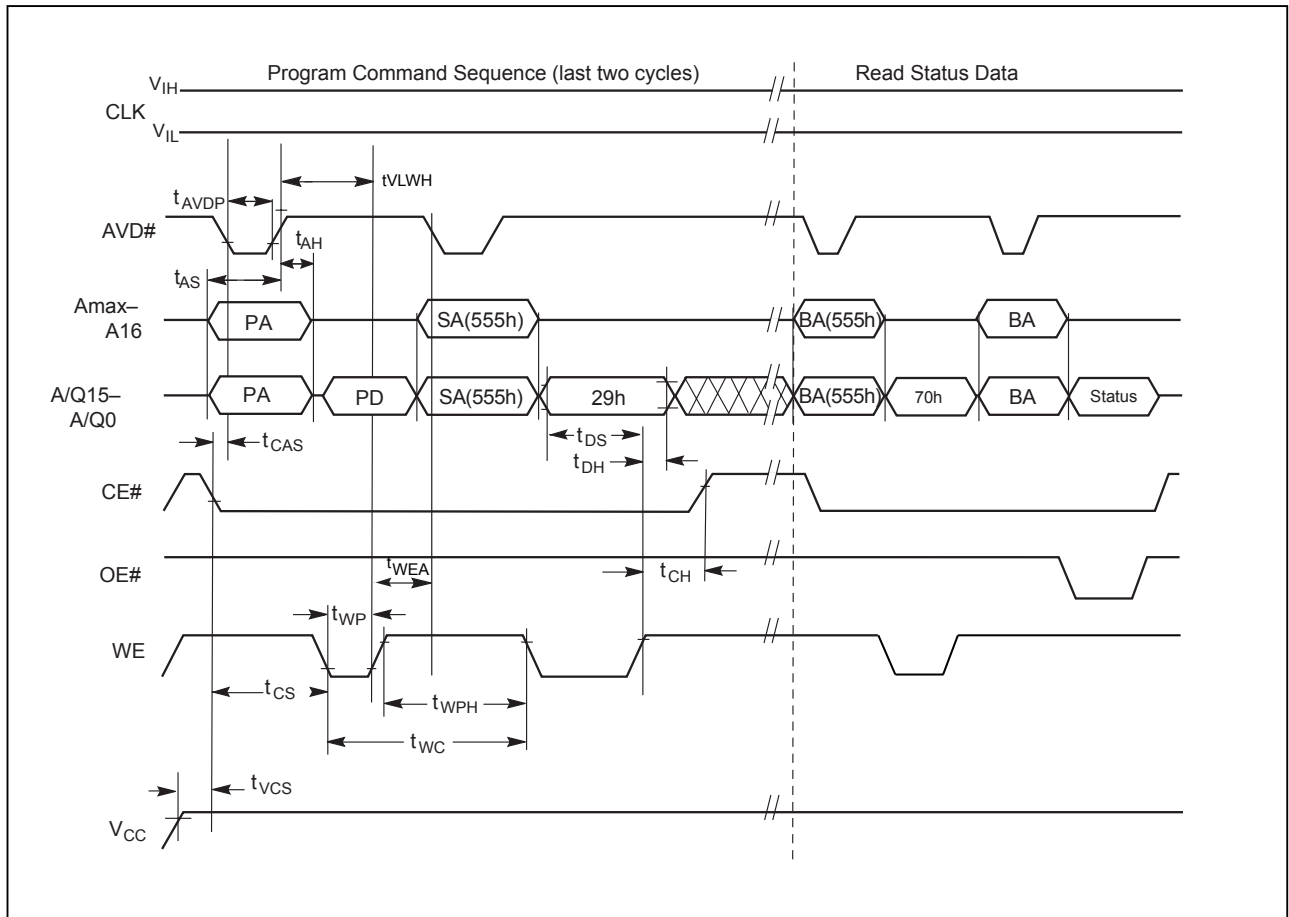 Program Command Sequence (last two cycles) Read Status Data
VIH
CLK
VIL
tVLWH
tAVDP
AVD#
tAH
tAS
Amax–
A16
PA SA(555h) BA(555h) BA
A/Q15–
A/Q0
PA PD SA(555h) 29h BA(555h) 70h BA Status
tCAS
tDS
tDH
CE#
OE#
tWEA
tCH
tWP
WE
tCS
tWPH
tWC
tVCS
VCC